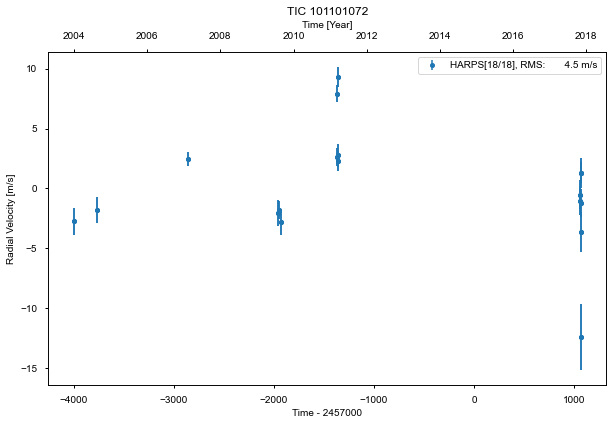 TIC 101101072
Time [Year]
2004 2006 2008 2010 2012 2014 2016 2018
HARPS[18/18], RMS: 4.5 m/s
10
5
0
−5
−10
−15
Radial Velocity [m/s]
−4000 −3000 −2000 −1000 0 1000
Time - 2457000